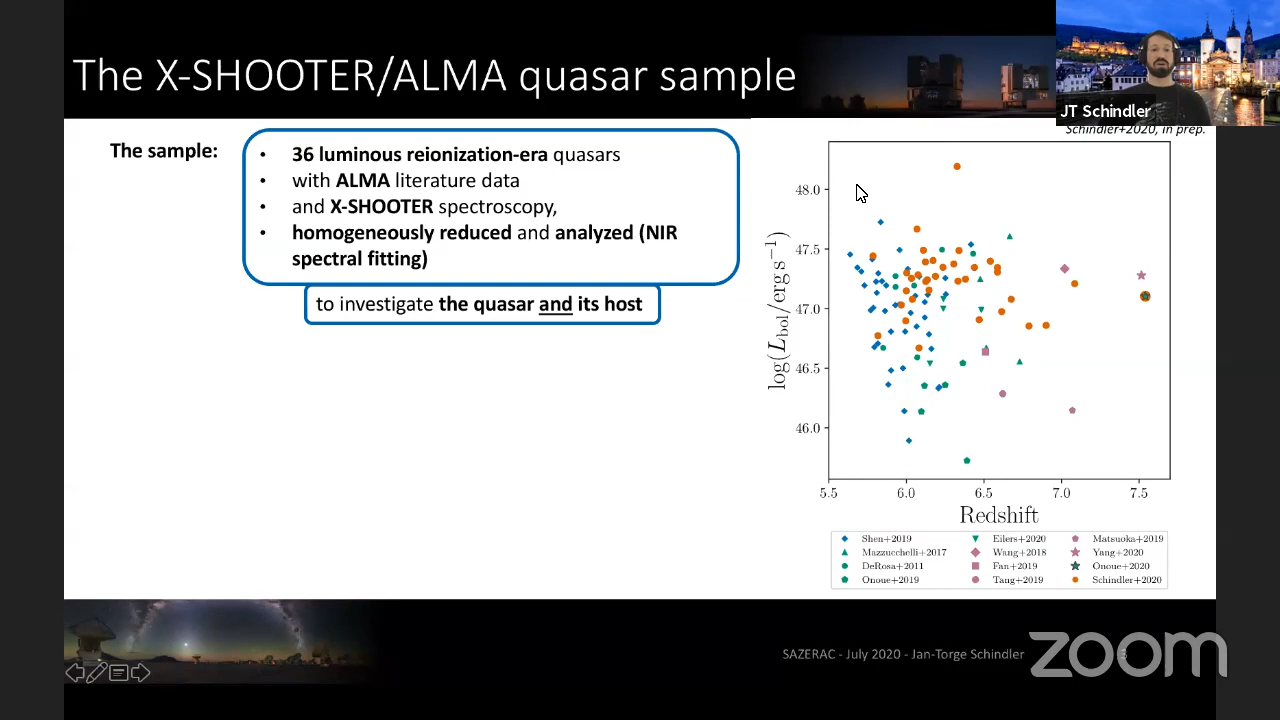 The X-SHOOTER/ALMA quasar sample
JT Schindler
Schindler+2020, in prep.
The sample:
• 36 luminous reionization-era quasars
• with ALMA literature data
• and X-SHOOTER spectroscopy,
• homogeneously reduced and analyzed (NIR
spectral fitting)
to investigate the quasar and its host
log(L_bol/erg s^−1)
48.0
47.5
47.0
46.5
46.0
5.5 6.0 6.5 7.0 7.5
Redshift
Shen+2019 Eilers+2020 Matsuoka+2019
Mazzucchelli+2017 Wang+2018 Yang+2020
DeRosa+2011 Fan+2019 Onoue+2020
Onoue+2019 Tang+2019 Schindler+2020
SAZERAC - July 2020 - Jan-Torge Schindler 3
zoom